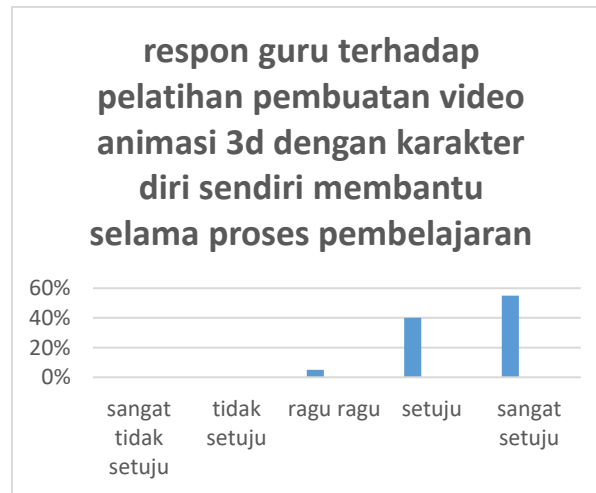 respon guru terhadap
pelatihan pembuatan video
animasi 3d dengan karakter
diri sendiri membantu
selama proses pembelajaran
60%
40%
20%
0%
sangat tidak setuju
tidak setuju
ragu ragu
setuju
sangat setuju